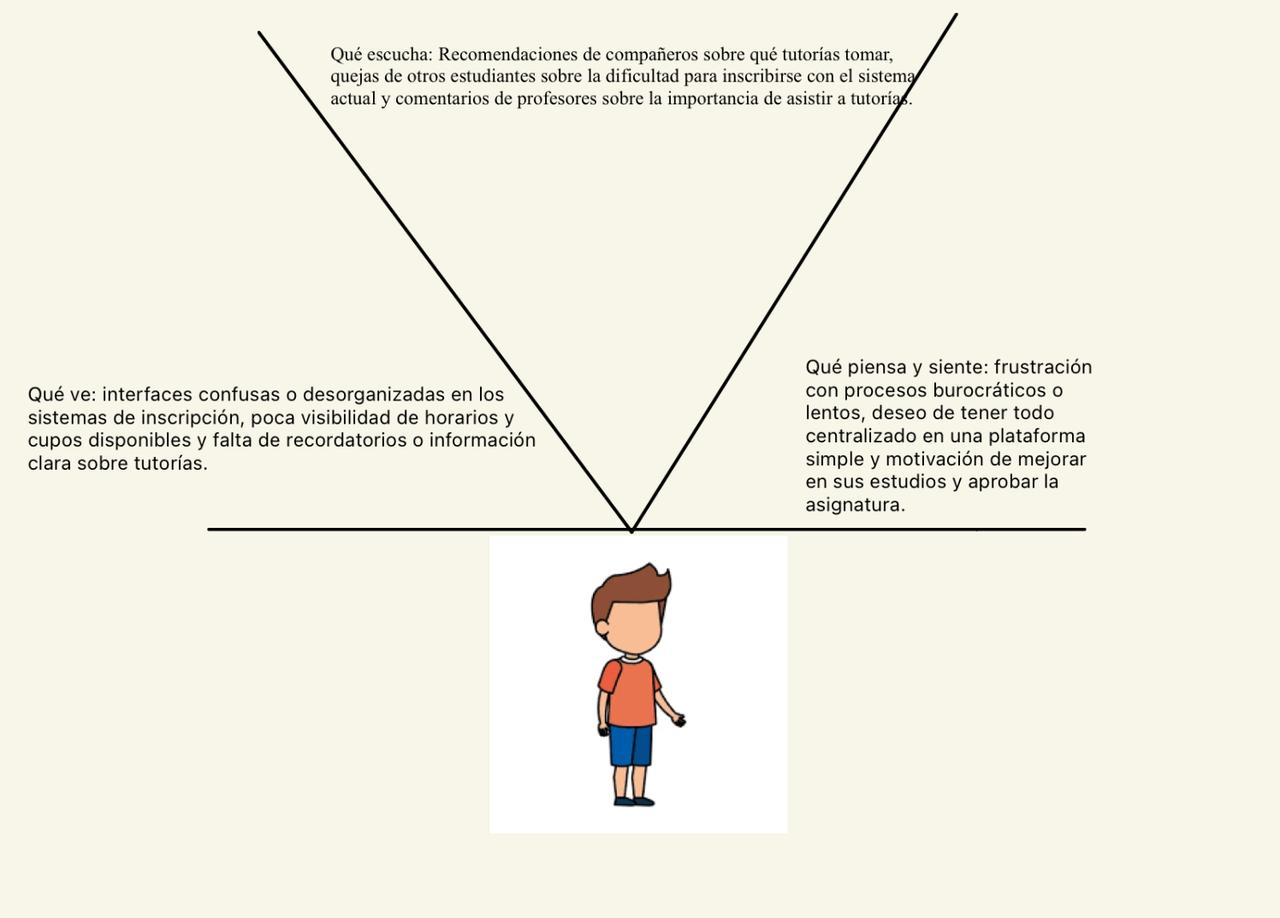 Qué escucha: Recomendaciones de compañeros sobre qué tutorías tomar,
quejas de otros estudiantes sobre la dificultad para inscribirse con el sistema
actual y comentarios de profesores sobre la importancia de asistir a tutorías.
Qué ve: interfaces confusas o desorganizadas en los
sistemas de inscripción, poca visibilidad de horarios y
cupos disponibles y falta de recordatorios o información
clara sobre tutorías.
Qué piensa y siente: frustración
con procesos burocráticos o
lentos, deseo de tener todo
centralizado en una plataforma
simple y motivación de mejorar
en sus estudios y aprobar la
asignatura.